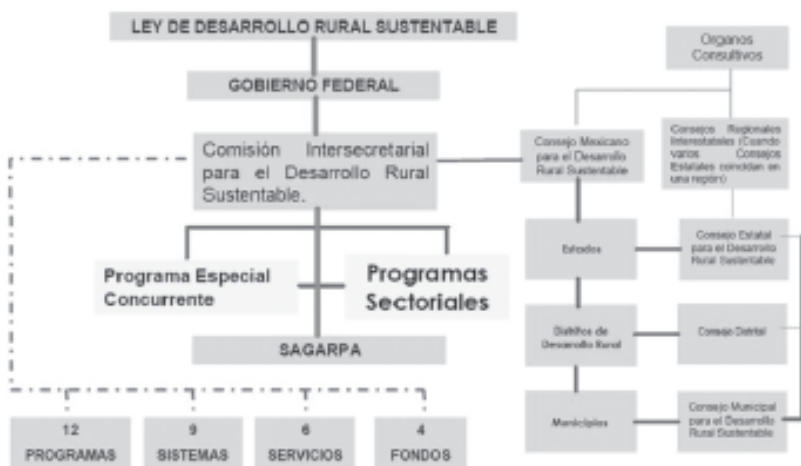 LEY DE DESARROLLO RURAL SUSTENTABLE
GOBIERNO FEDERAL
Comisión Intersecretarial
para el Desarrollo Rural
Sustentable.
Programa Especial
Concurrente
Programas
Sectoriales
SAGARPA
12
PROGRAMAS
9
SISTEMAS
6
SERVICIOS
4
FONDOS
Organos
Consultivos
Consejo Mexicano
para el Desarrollo
Rural Sustentable
Consejos Regionales
Interestatales (Cuando
varios Consejos
Estatales coincidan en
una región)
Estados
Consejo Estatal
para el Desarrollo
Rural Sustentable
Distritos de
Desarrollo Rural
Consejo Distrital
Municipios
Consejo Municipal
para el Desarrollo
Rural Sustentable